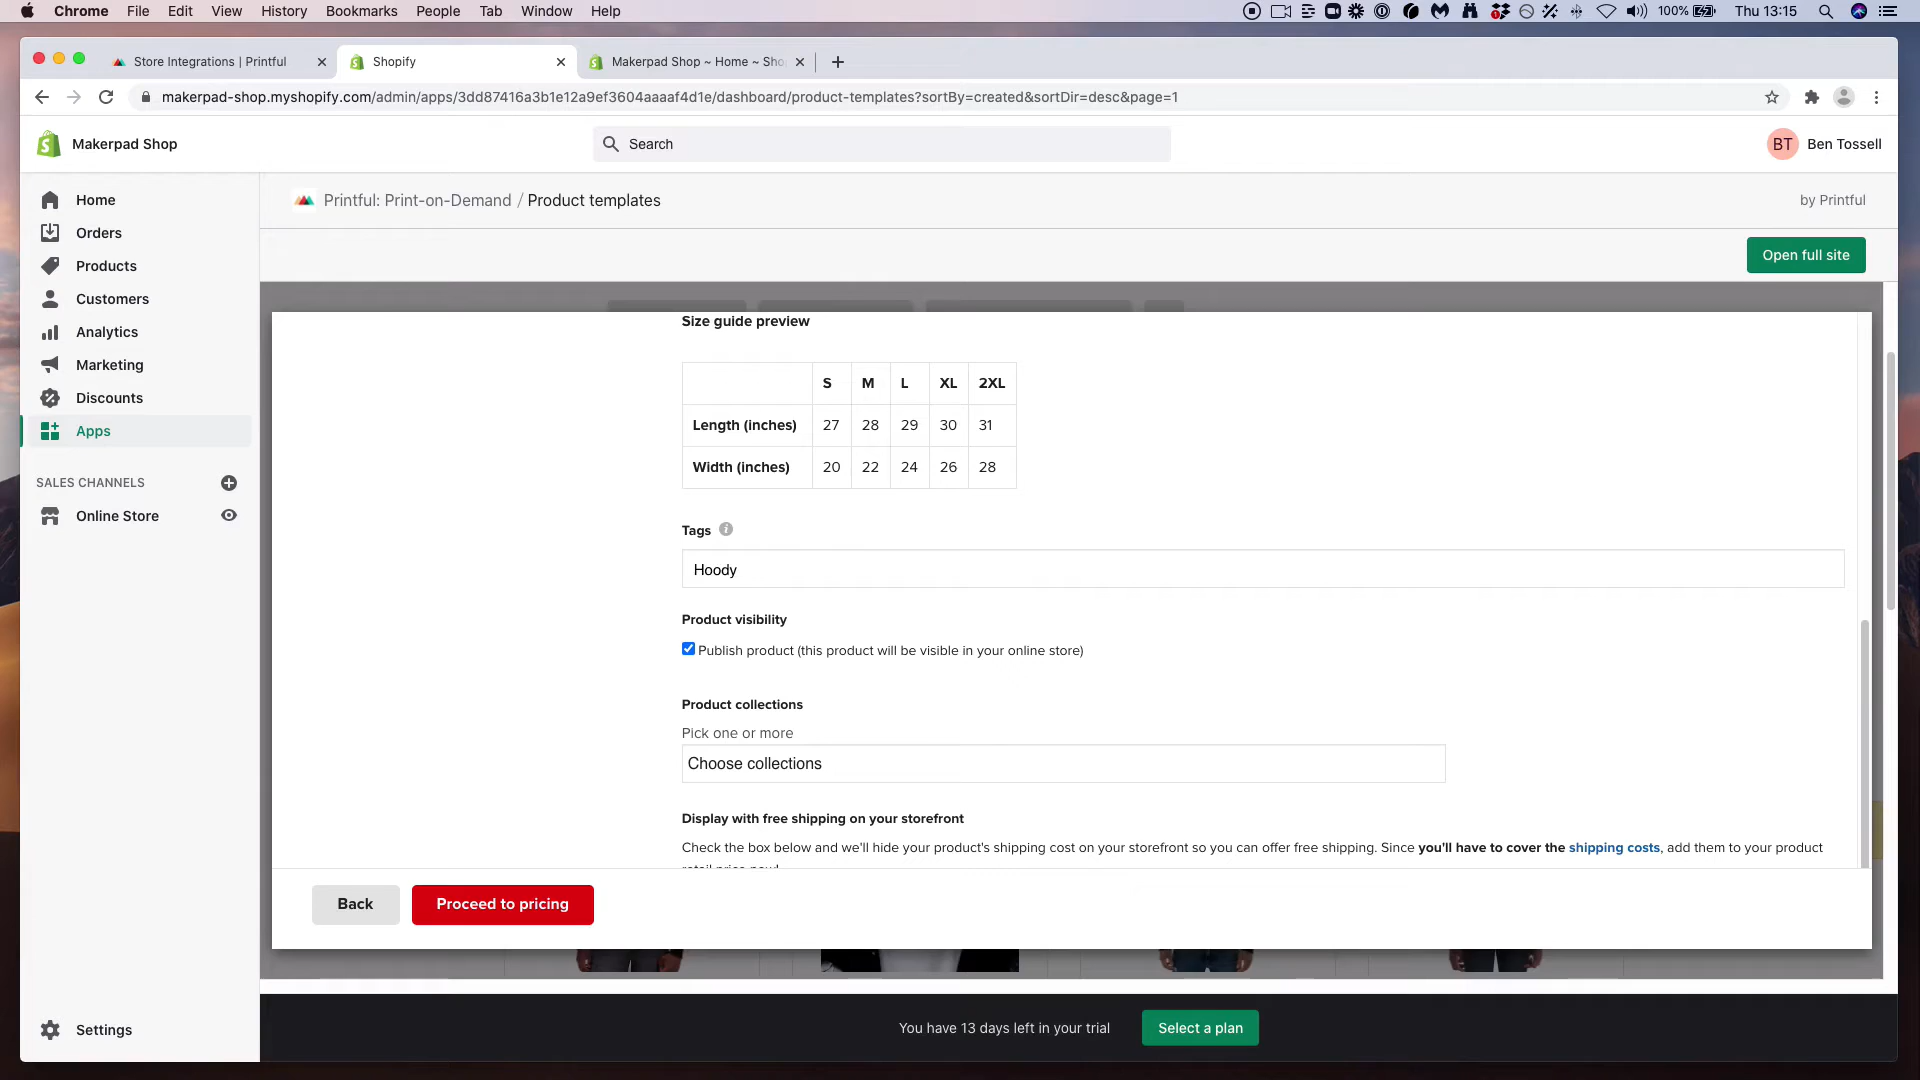 Chrome File Edit View History Bookmarks People Tab Window Help
100% Thu 13:15
Store Integrations | Printful
Shopify
Makerpad Shop ~ Home ~ Sho
makerpad-shop.myshopify.com/admin/apps/3dd87416a3b1e12a9ef3604aaaaf4d1e/dashboard/product-templates?sortBy=created&sortDir=desc&page=1
Makerpad Shop
Search
BT Ben Tossell
Home
Orders
Products
Customers
Analytics
Marketing
Discounts
Apps
SALES CHANNELS
Online Store
Settings
Printful: Print-on-Demand / Product templates
by Printful
Open full site
Size guide preview
S M L XL 2XL
Length (inches) 27 28 29 30 31
Width (inches) 20 22 24 26 28
Tags
Hoody
Product visibility
Publish product (this product will be visible in your online store)
Product collections
Pick one or more
Choose collections
Display with free shipping on your storefront
Check the box below and we'll hide your product's shipping cost on your storefront so you can offer free shipping. Since you'll have to cover the shipping costs, add them to your product
retail price now!
Back
Proceed to pricing
You have 13 days left in your trial
Select a plan